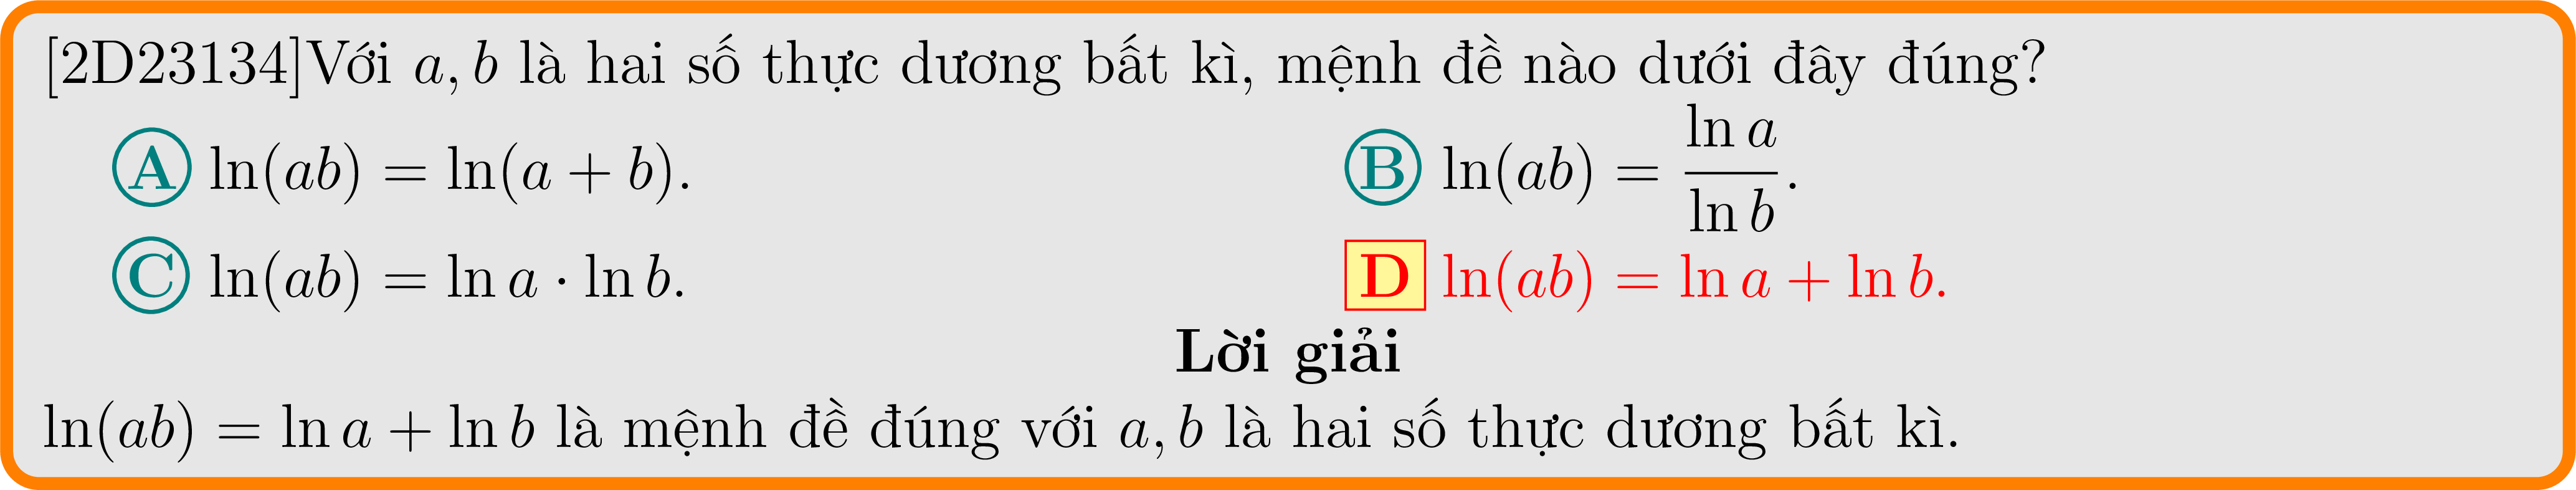 [2D23134]Với a, b là hai số thực dương bất kì, mệnh đề nào dưới đây đúng?
A ln(ab) = ln(a + b). B ln(ab) = \frac{ln a}{ln b}.
C ln(ab) = ln a · ln b. D ln(ab) = ln a + ln b.
Lời giải
ln(ab) = ln a + ln b là mệnh đề đúng với a, b là hai số thực dương bất kì.